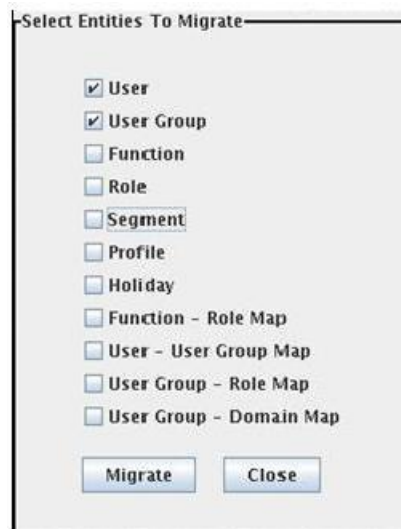 Select Entities To Migrate
User
User Group
Function
Role
Segment
Profile
Holiday
Function - Role Map
User - User Group Map
User Group - Role Map
User Group - Domain Map
Migrate Close